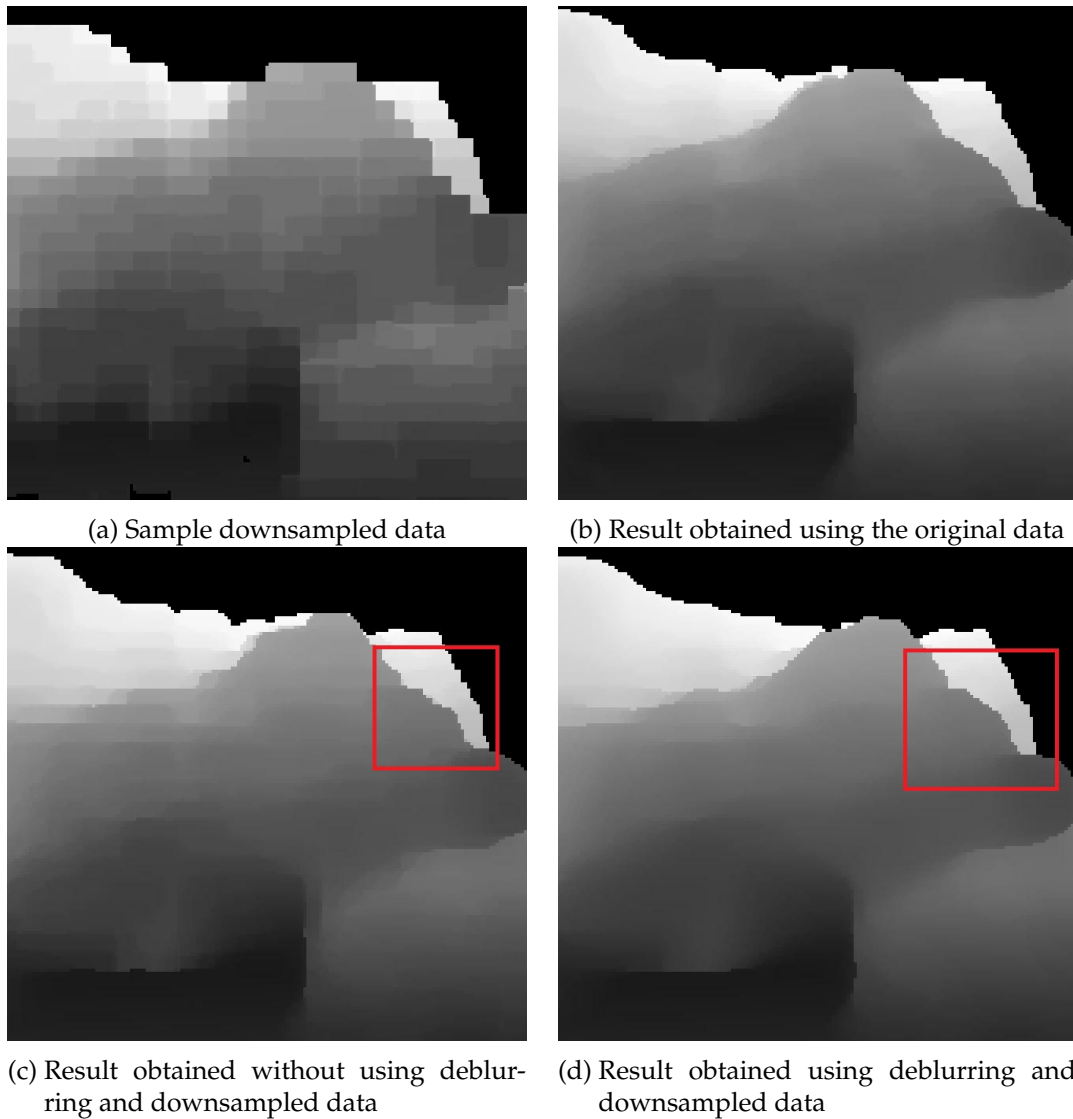 (a) Sample downsampled data
(b) Result obtained using the original data
(c) Result obtained without using deblur-
ring and downsampled data
(d) Result obtained using deblurring and
downsampled data